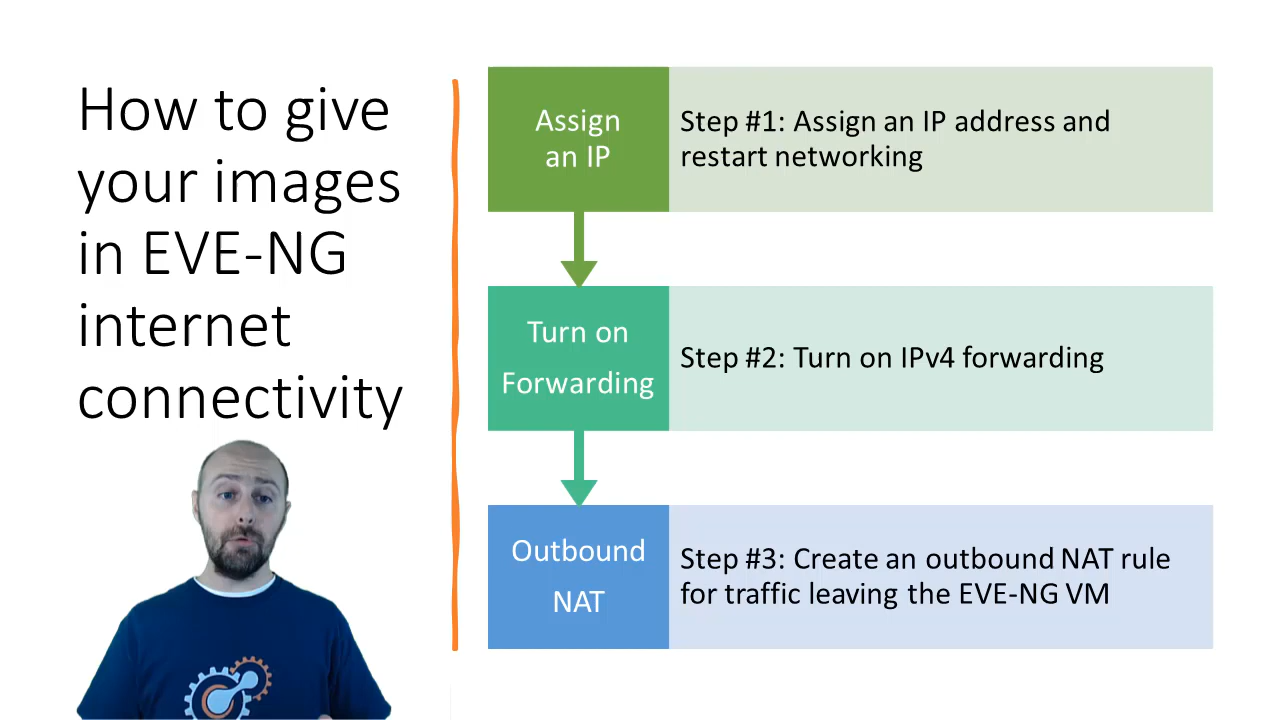 How to give
your images
in EVE-NG
internet
connectivity
Assign
an IP
Step #1: Assign an IP address and
restart networking
Turn on
Forwarding
Step #2: Turn on IPv4 forwarding
Outbound
NAT
Step #3: Create an outbound NAT rule
for traffic leaving the EVE-NG VM